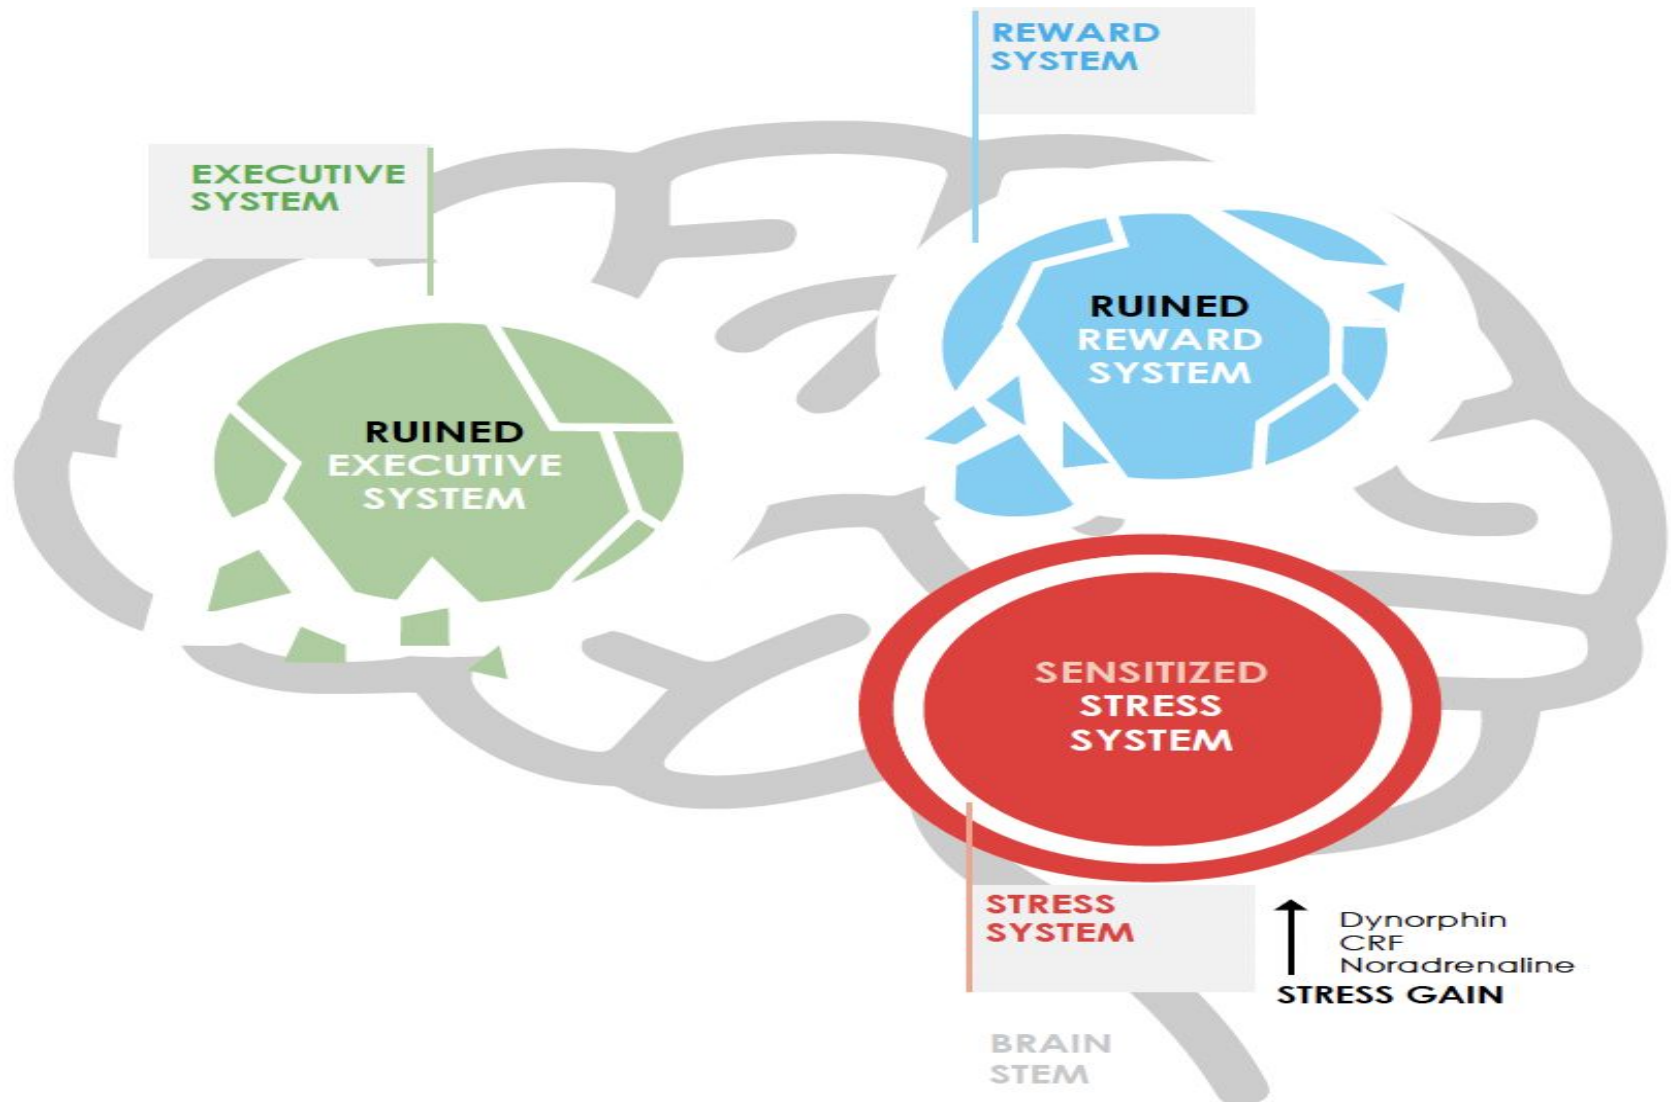 REWARD
SYSTEM
EXECUTIVE
SYSTEM
RUINED
REWARD
SYSTEM
RUINED
EXECUTIVE
SYSTEM
SENSITIZED
STRESS
SYSTEM
STRESS
SYSTEM
Dynorphin
CRF
Noradrenaline
STRESS GAIN
BRAIN
STEM